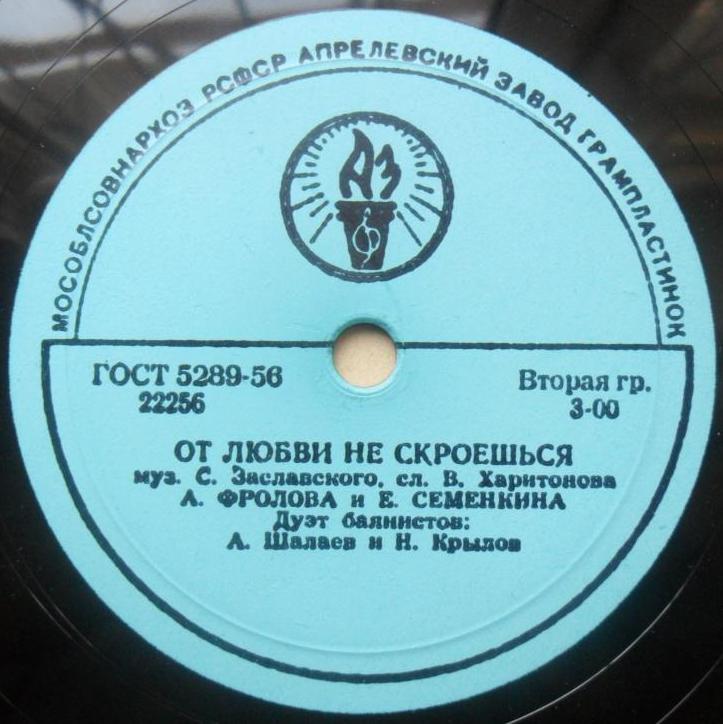 МОСОБЛСОВНАРХОЗ РСФСР АПРЕЛЕВСКИЙ ЗАВОД ГРАМПЛАСТИНОК
АЗ
ГОСТ 5289-56
22256
Вторая гр.
3-00
ОТ ЛЮБВИ НЕ СКРОЕШЬСЯ
муз. С. Заславского, сл. В. Харитонова
А. ФРОЛОВА и Е. СЕМЕНКИНА
Дуэт баянистов:
А. Шалаев и Н. Крылов